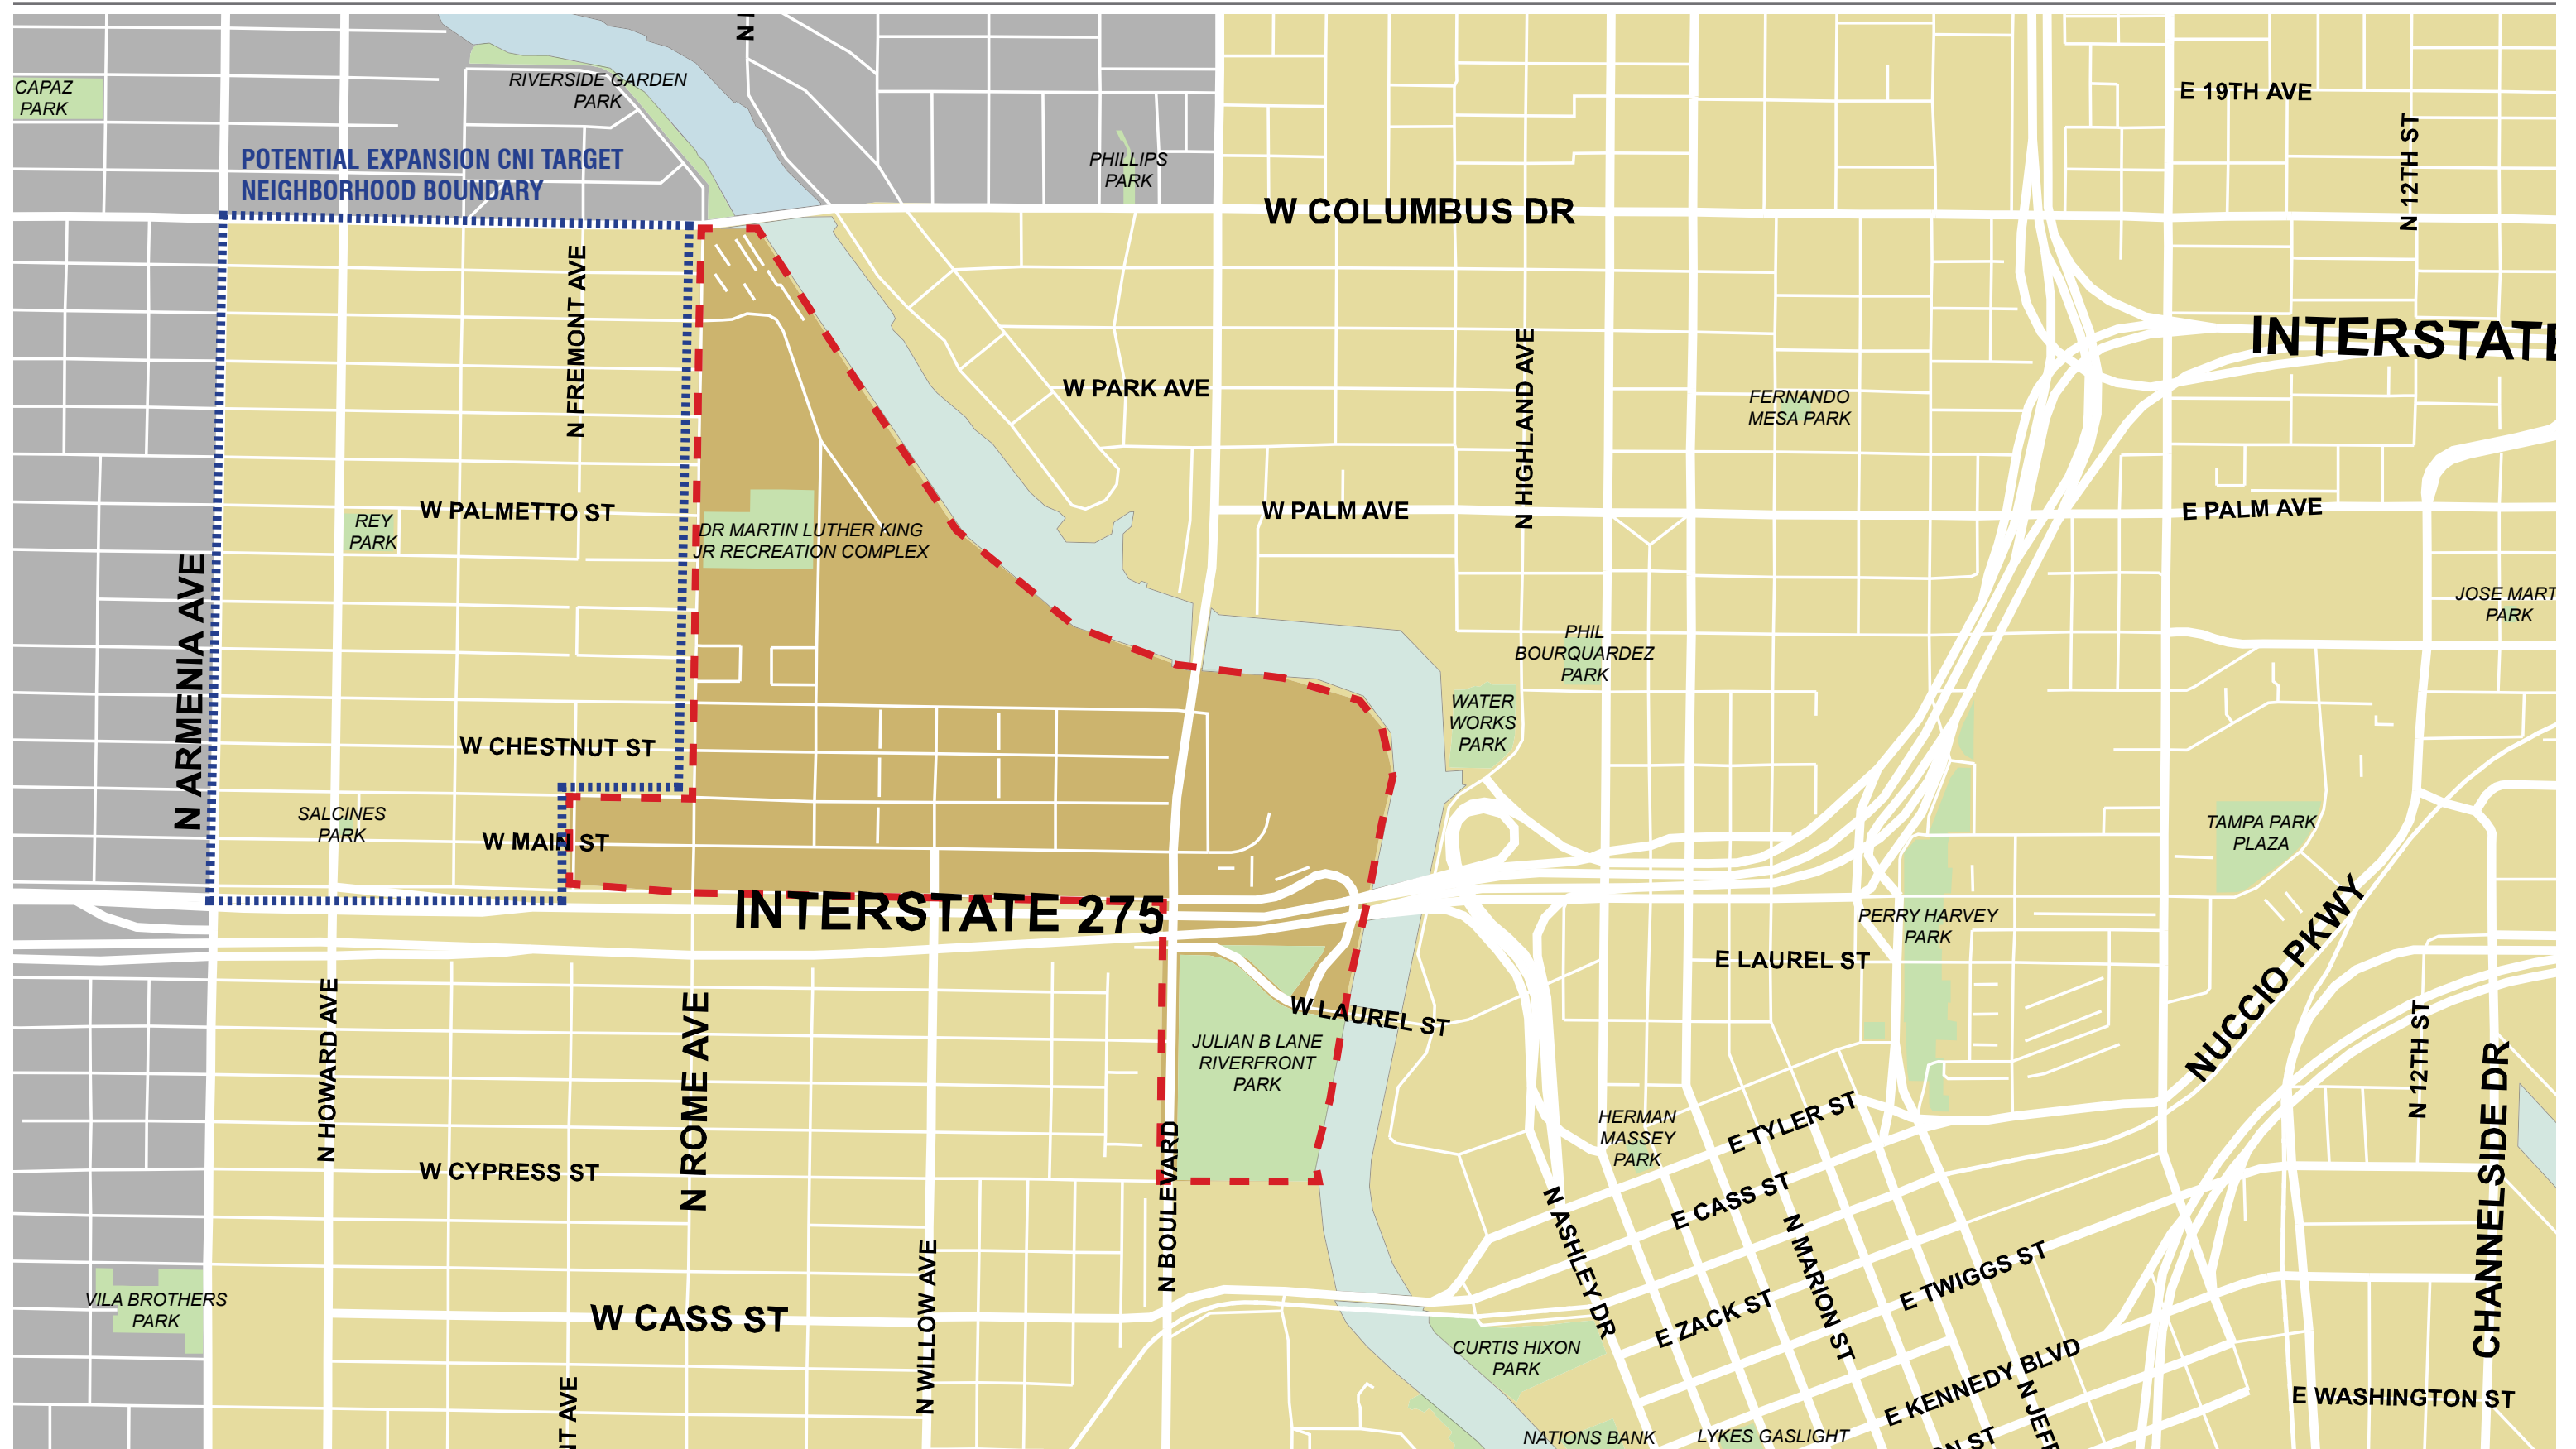 N
CAPAZ
PARK
RIVERSIDE GARDEN
PARK
E 19TH AVE
N 12TH ST
POTENTIAL EXPANSION CNI TARGET
NEIGHBORHOOD BOUNDARY
PHILLIPS
PARK
W COLUMBUS DR
N FREMONT AVE
INTERSTATE
W PARK AVE
N HIGHLAND AVE
FERNANDO
MESA PARK
W PALMETTO ST
REY
PARK
DR MARTIN LUTHER KING
JR RECREATION COMPLEX
W PALM AVE
E PALM AVE
N ARMENIA AVE
JOSE MART
PARK
PHIL
BOURQUARDEZ
PARK
WATER
WORKS
PARK
W CHESTNUT ST
SALCINES
PARK
W MAIN ST
TAMPA PARK
PLAZA
INTERSTATE 275
PERRY HARVEY
PARK
NUCCIO PKWY
E LAUREL ST
W LAUREL ST
N HOWARD AVE
N ROME AVE
JULIAN B LANE
RIVERFRONT
PARK
N 12TH ST
CHANNELSIDE DR
HERMAN
MASSEY
PARK
E TYLER ST
W CYPRESS ST
N BOULEVARD
E CASS ST
N ASHLEY DR
N MARION ST
E TWIGGS ST
VILA BROTHERS
PARK
W CASS ST
N WILLOW AVE
E ZACK ST
CURTIS HIXON
PARK
E KENNEDY BLVD
N JEFF
E WASHINGTON ST
NT AVE
NATIONS BANK
LYKES GASLIGHT
ON ST